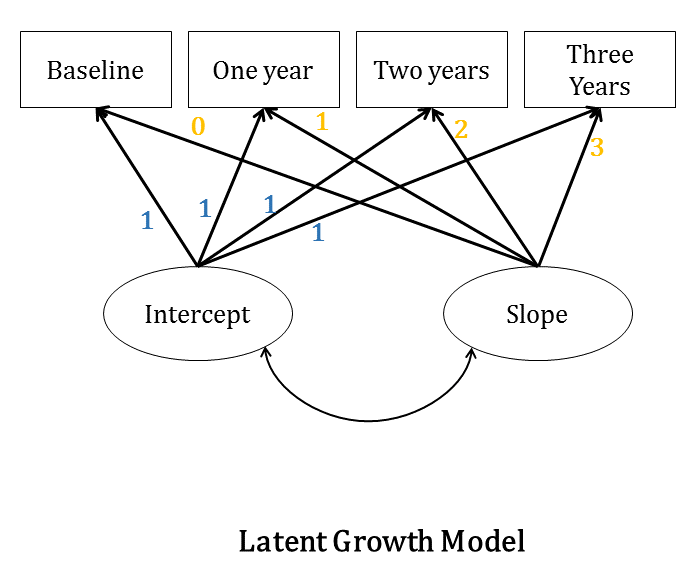 Baseline
One year
Two years
Three
Years
0
1
2
3
1
1
1
1
Intercept
Slope
Latent Growth Model